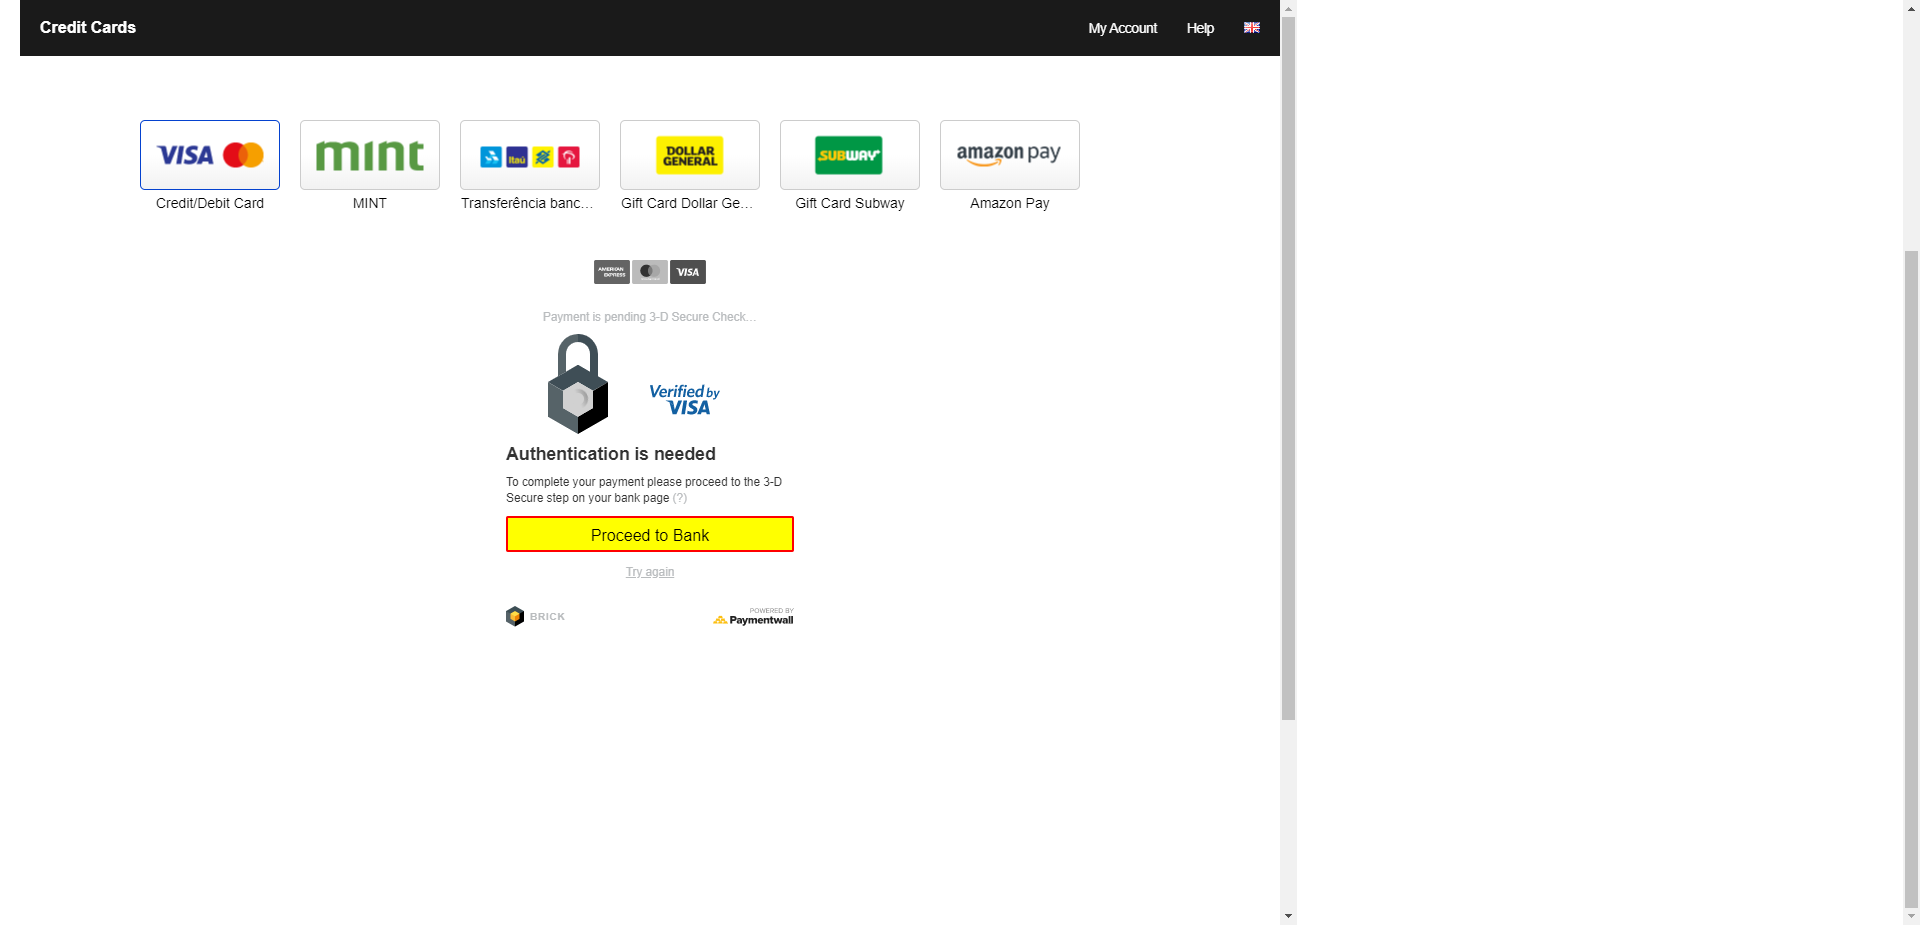 Credit Cards
My Account Help
VISA
mint
Itaú
DOLLAR
GENERAL
SUBWAY
amazon pay
Credit/Debit Card
MINT
Transferência banc...
Gift Card Dollar Ge...
Gift Card Subway
Amazon Pay
AMERICAN
EXPRESS
VISA
Payment is pending 3-D Secure Check...
Verified by
VISA
Authentication is needed
To complete your payment please proceed to the 3-D
Secure step on your bank page (?)
Proceed to Bank
Try again
BRICK
POWERED BY
Paymentwall